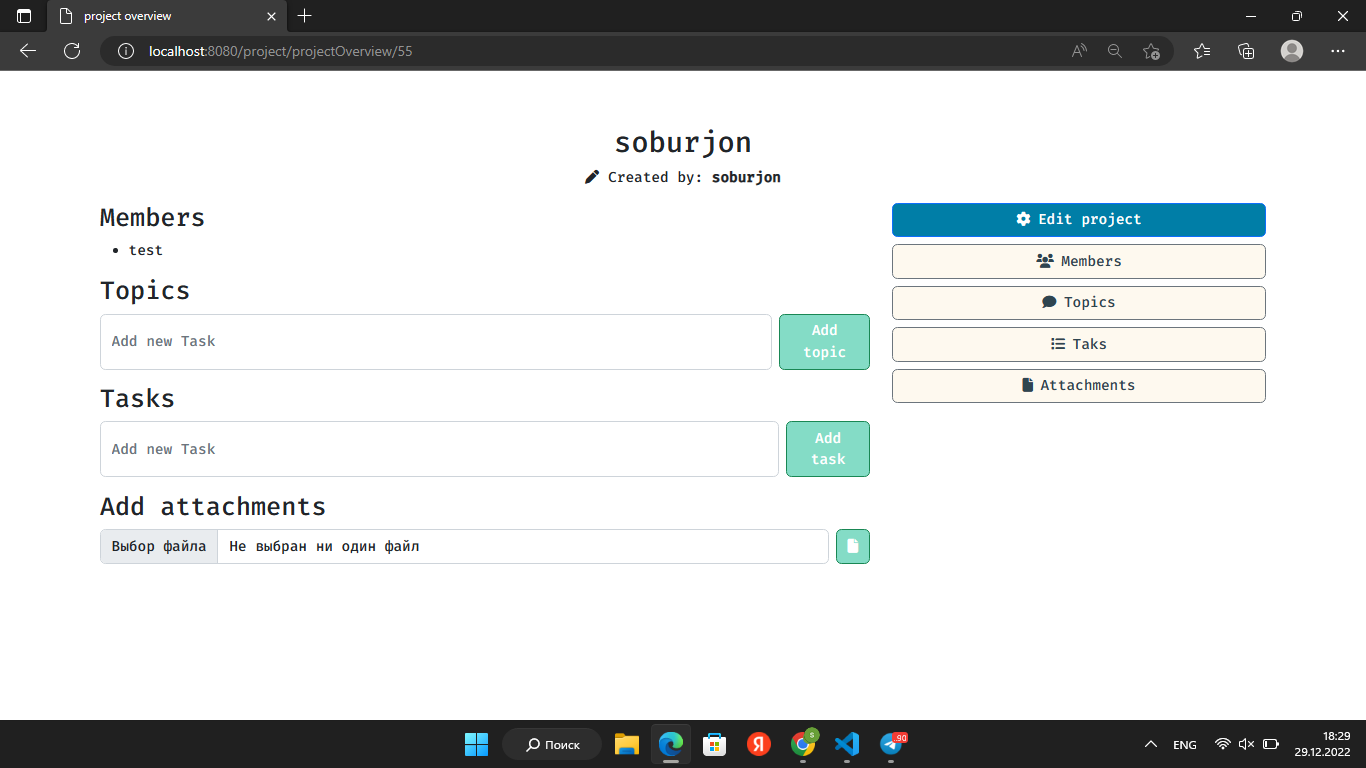 project overview
localhost:8080/project/projectOverview/55
soburjon
Created by: soburjon
Members
test
Topics
Add new Task
Add
topic
Tasks
Add new Task
Add
task
Add attachments
Выбор файла
Не выбран ни один файл
Edit project
Members
Topics
Taks
Attachments
Поиск
Я
S
90
ENG
18:29
29.12.2022